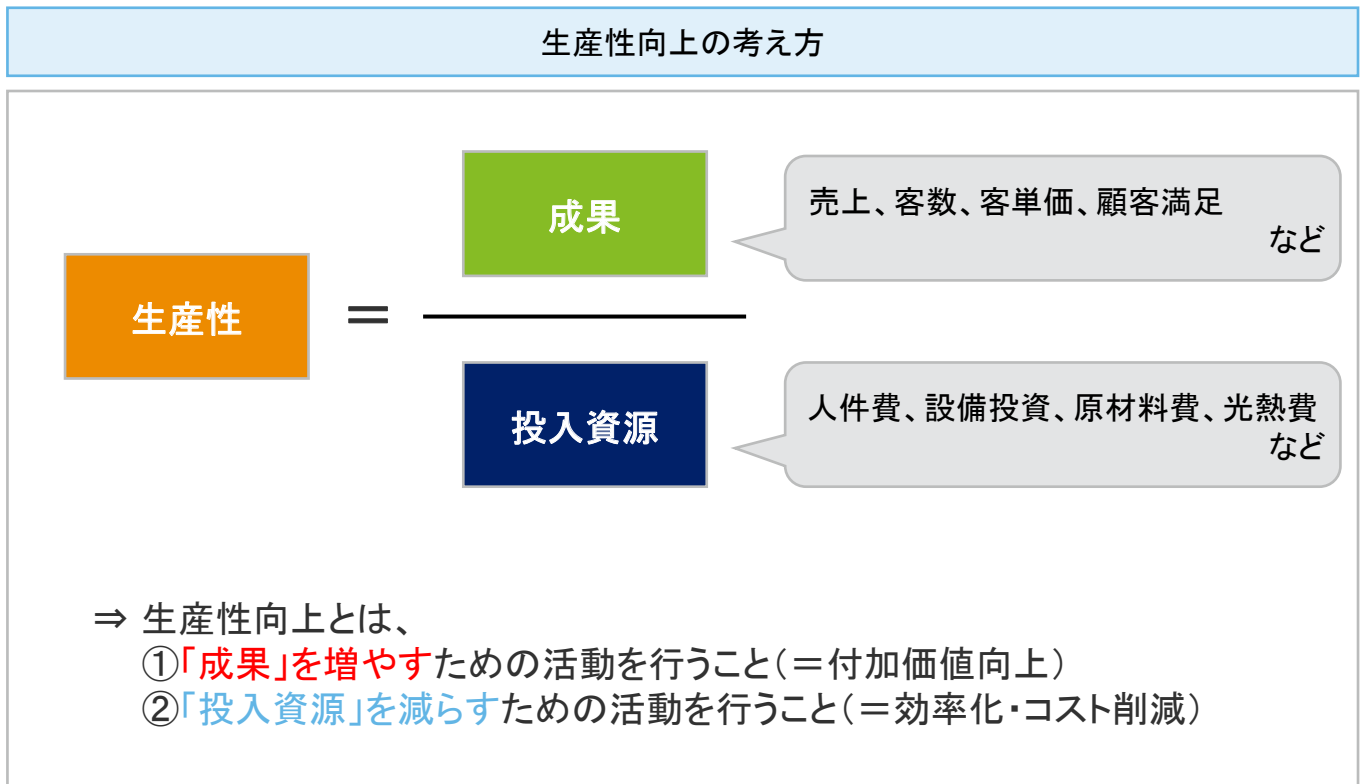 生産性向上の考え方
成果
売上、客数、客単価、顧客満足
など
生産性
＝
投入資源
人件費、設備投資、原材料費、光熱費
など
⇒ 生産性向上とは、
①「成果」を増やすための活動を行うこと（＝付加価値向上）
②「投入資源」を減らすための活動を行うこと（＝効率化・コスト削減）